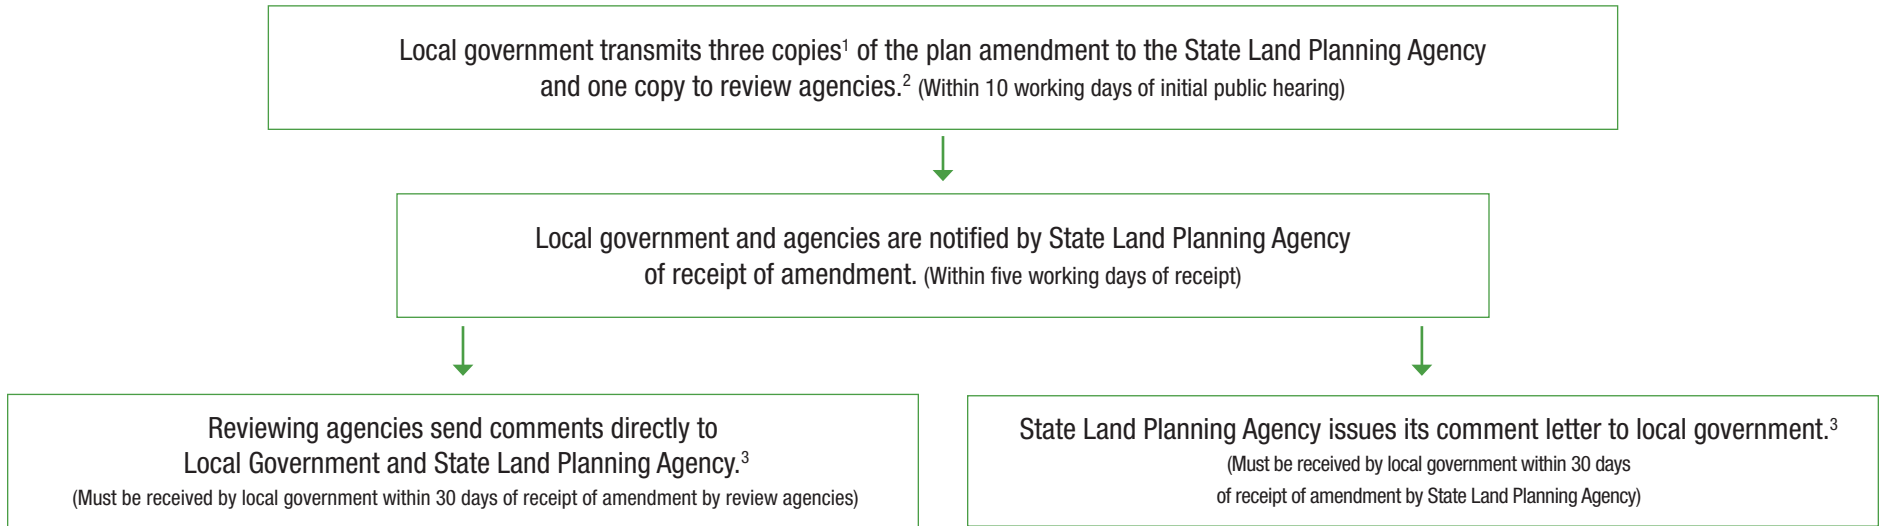 Local government transmits three copies¹ of the plan amendment to the State Land Planning Agency
and one copy to review agencies.² (Within 10 working days of initial public hearing)
Local government and agencies are notified by State Land Planning Agency
of receipt of amendment. (Within five working days of receipt)
Reviewing agencies send comments directly to
Local Government and State Land Planning Agency.³
(Must be received by local government within 30 days of receipt of amendment by review agencies)
State Land Planning Agency issues its comment letter to local government.³
(Must be received by local government within 30 days
of receipt of amendment by State Land Planning Agency)